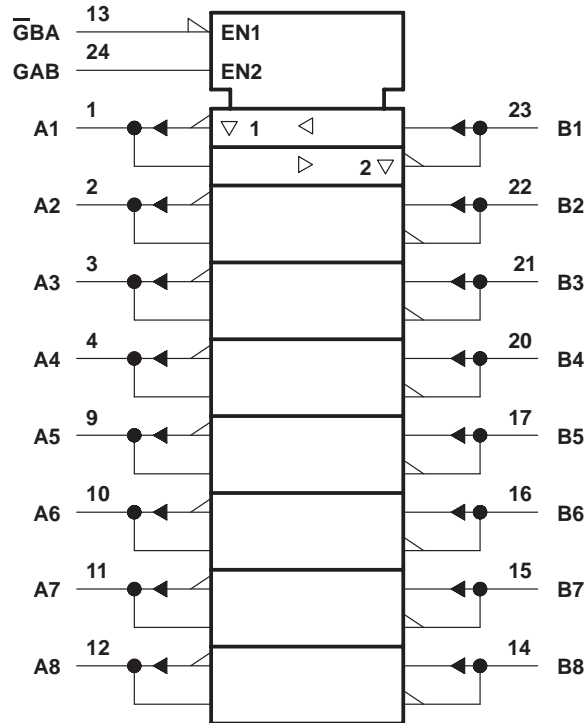 G̅BA 13 EN1
GAB 24 EN2
A1 1 1 23 B1
2
A2 2 22 B2
A3 3 21 B3
A4 4 20 B4
A5 9 17 B5
A6 10 16 B6
A7 11 15 B7
A8 12 14 B8